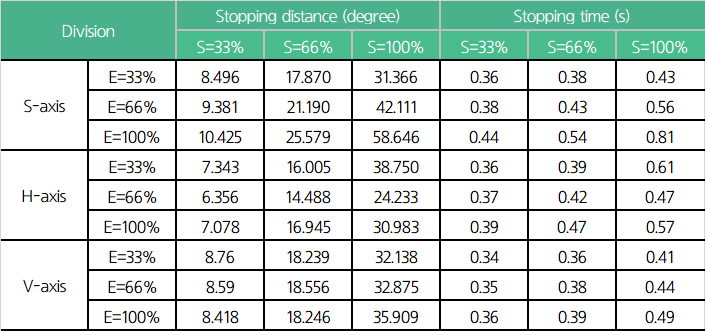 Division Stopping distance (degree) Stopping time (s)
S=33% S=66% S=100% S=33% S=66% S=100%
S-axis E=33% 8.496 17.870 31.366 0.36 0.38 0.43
E=66% 9.381 21.190 42.111 0.38 0.43 0.56
E=100% 10.425 25.579 58.646 0.44 0.54 0.81
H-axis E=33% 7.343 16.005 38.750 0.36 0.39 0.61
E=66% 6.356 14.488 24.233 0.37 0.42 0.47
E=100% 7.078 16.945 30.983 0.39 0.47 0.57
V-axis E=33% 8.76 18.239 32.138 0.34 0.36 0.41
E=66% 8.59 18.556 32.875 0.35 0.38 0.44
E=100% 8.418 18.246 35.909 0.36 0.39 0.49